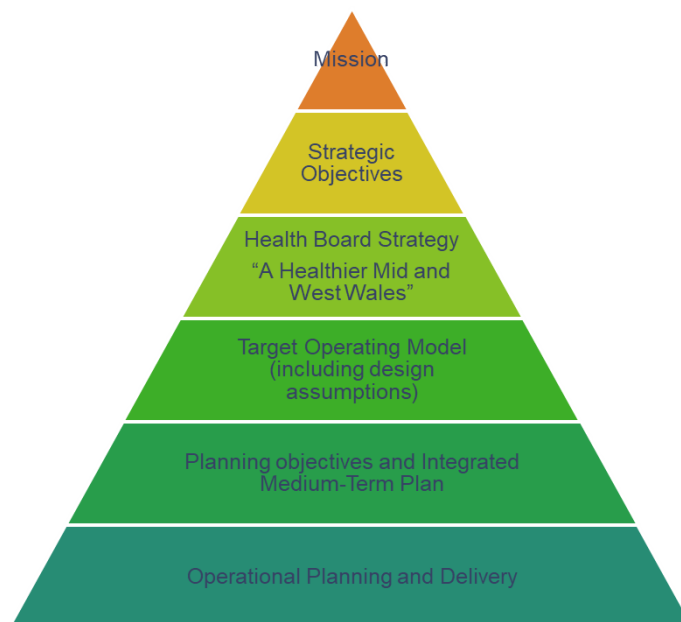 Mission
Strategic
Objectives
Health Board Strategy
“A Healthier Mid and
West Wales”
Target Operating Model
(including design
assumptions)
Planning objectives and Integrated
Medium-Term Plan
Operational Planning and Delivery